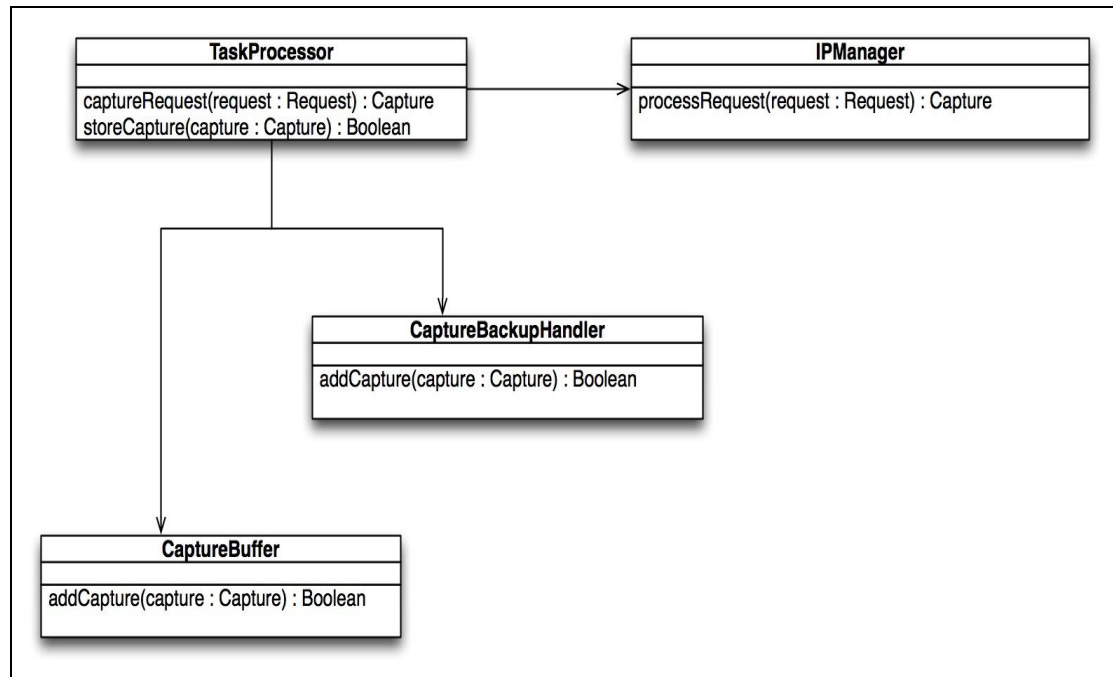 TaskProcessor
captureRequest(request : Request) : Capture
storeCapture(capture : Capture) : Boolean
IPManager
processRequest(request : Request) : Capture
CaptureBackupHandler
addCapture(capture : Capture) : Boolean
CaptureBuffer
addCapture(capture : Capture) : Boolean